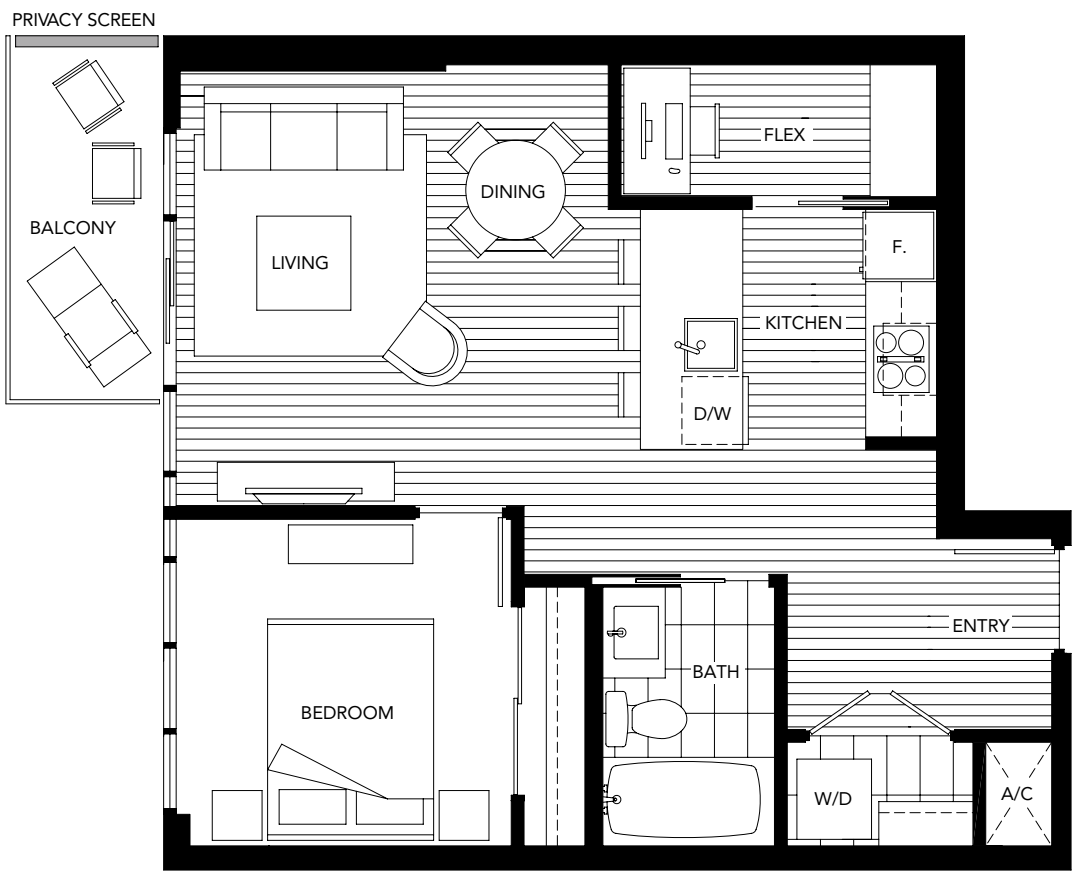 PRIVACY SCREEN
FLEX
DINING
BALCONY
F.
LIVING
KITCHEN
D/W
ENTRY
BATH
BEDROOM
W/D
A/C